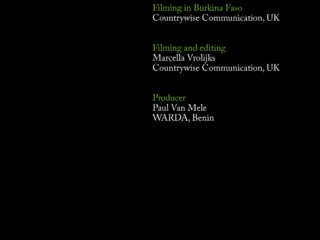 Filming in Burkina Faso
Countrywise Communication, UK
Filming and editing
Marcella Vrolijks
Countrywise Communication, UK
Producer
Paul Van Mele
WARDA, Benin